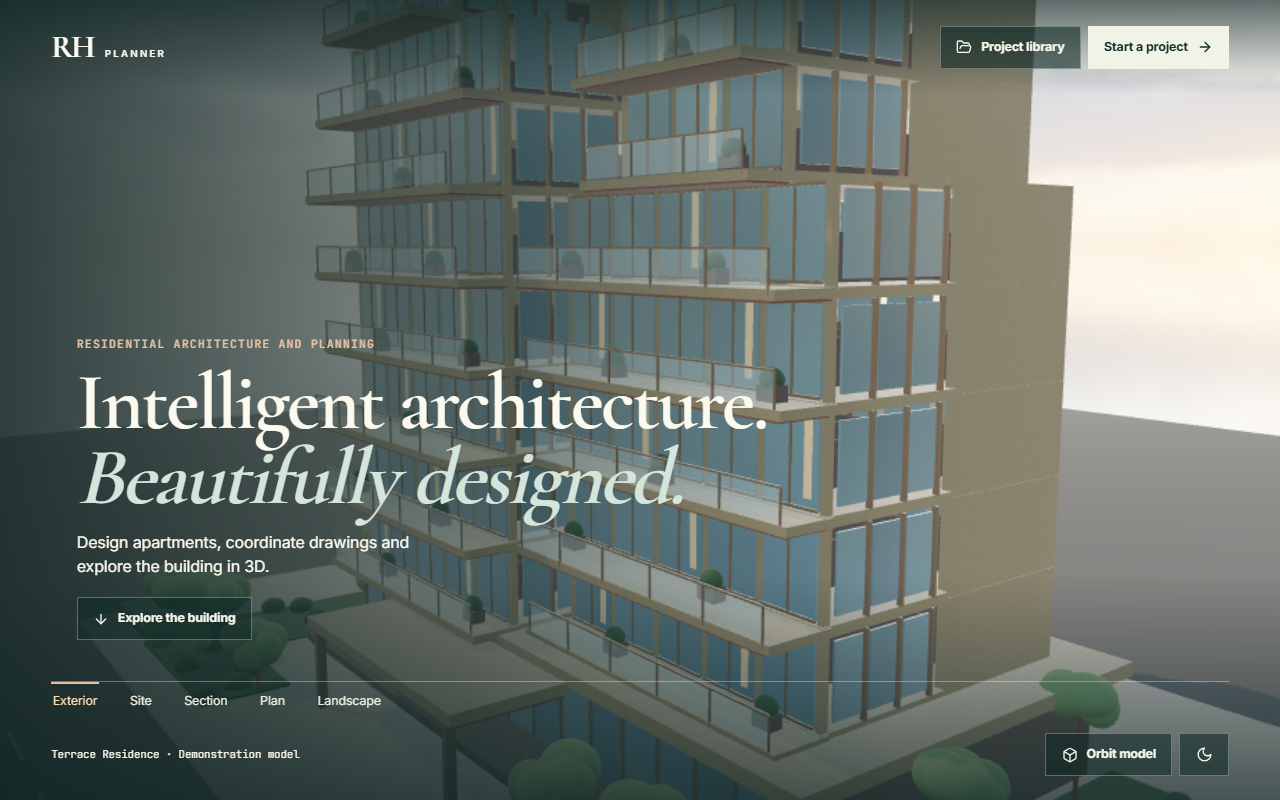 RH PLANNER
Project library
Start a project
RESIDENTIAL ARCHITECTURE AND PLANNING
Intelligent architecture.
Beautifully designed.
Design apartments, coordinate drawings and
explore the building in 3D.
Explore the building
Exterior Site Section Plan Landscape
Terrace Residence · Demonstration model
Orbit model